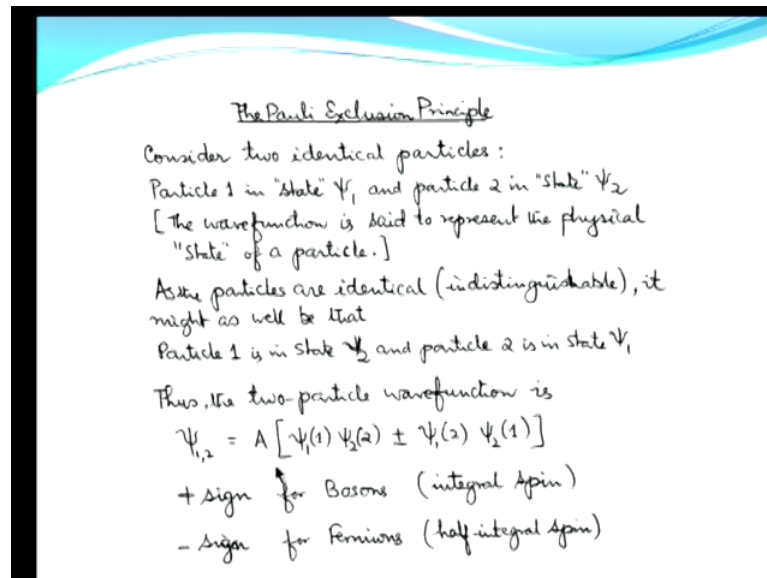 The Pauli Exclusion Principle
Consider two identical particles :
Particle 1 in "state" Ψ₁ and particle 2 in "state" Ψ₂
[The wavefunction is said to represent the physical
"state" of a particle.]
As the particles are identical (indistinguishable), it
might as well be that
Particle 1 is in state Ψ₂ and particle 2 is in state Ψ₁
Thus, the two-particle wavefunction is
Ψ₁,₂ = A [Ψ₁(1) Ψ₂(2) ± Ψ₁(2) Ψ₂(1)]
+ sign for Bosons (integral spin)
- sign for Fermions (half-integral spin)